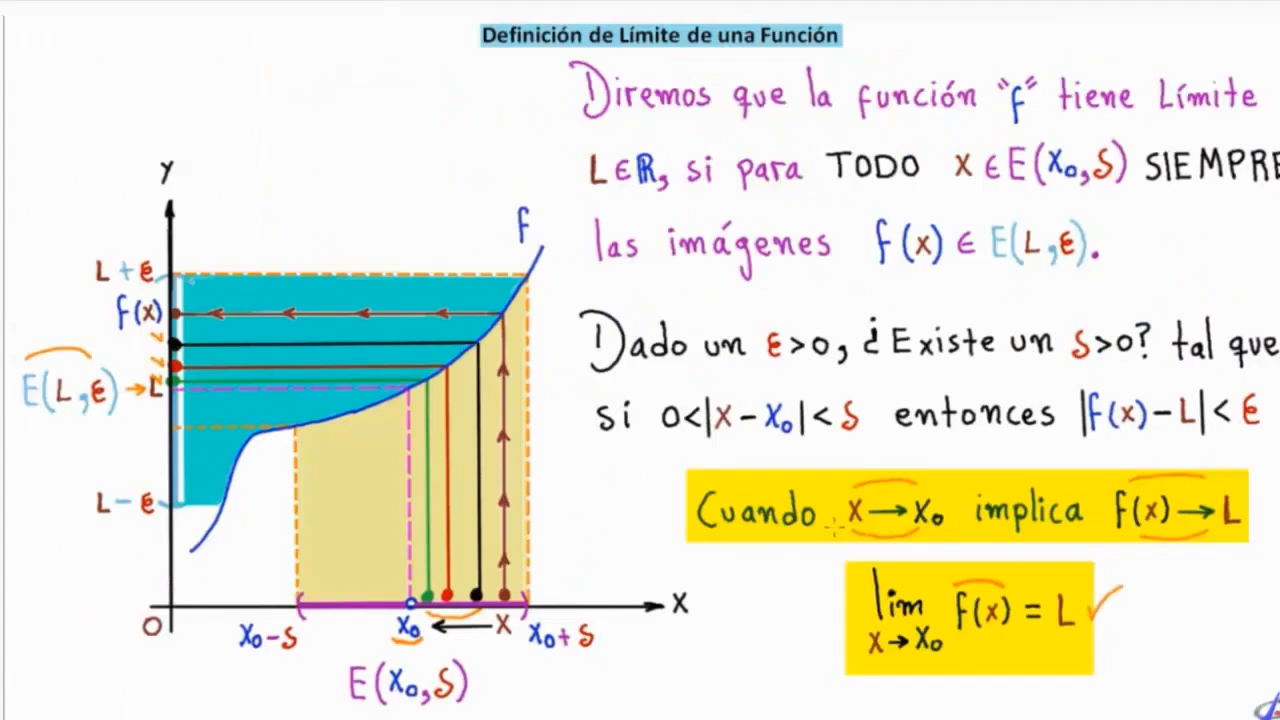 Definición de Límite de una Función
Diremos que la función "f" tiene Límite
L∈ℝ, si para TODO x∈E(x₀,δ) SIEMPRE
las imágenes f(x) ∈ E(L,ε).
Dado un ε>0, ¿Existe un δ>0? tal que
si 0<|x-x₀|<δ entonces |f(x)-L|<ε
Cuando x→x₀ implica f(x)→L
lim f(x) = L
x→x₀
Y
f
L+ε
f(x)
E(L,ε) → L
L-ε
O
x₀-δ
x₀
x
x₀+δ
X
E(x₀,δ)